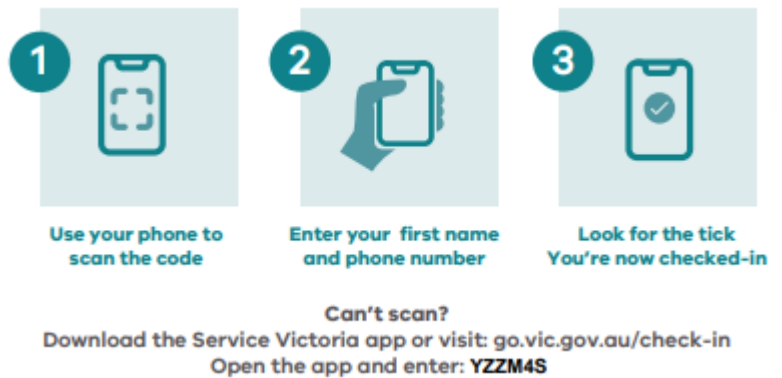 1
2
3
Use your phone to
scan the code
Enter your first name
and phone number
Look for the tick
You're now checked-in
Can't scan?
Download the Service Victoria app or visit: go.vic.gov.au/check-in
Open the app and enter: YZZM4S